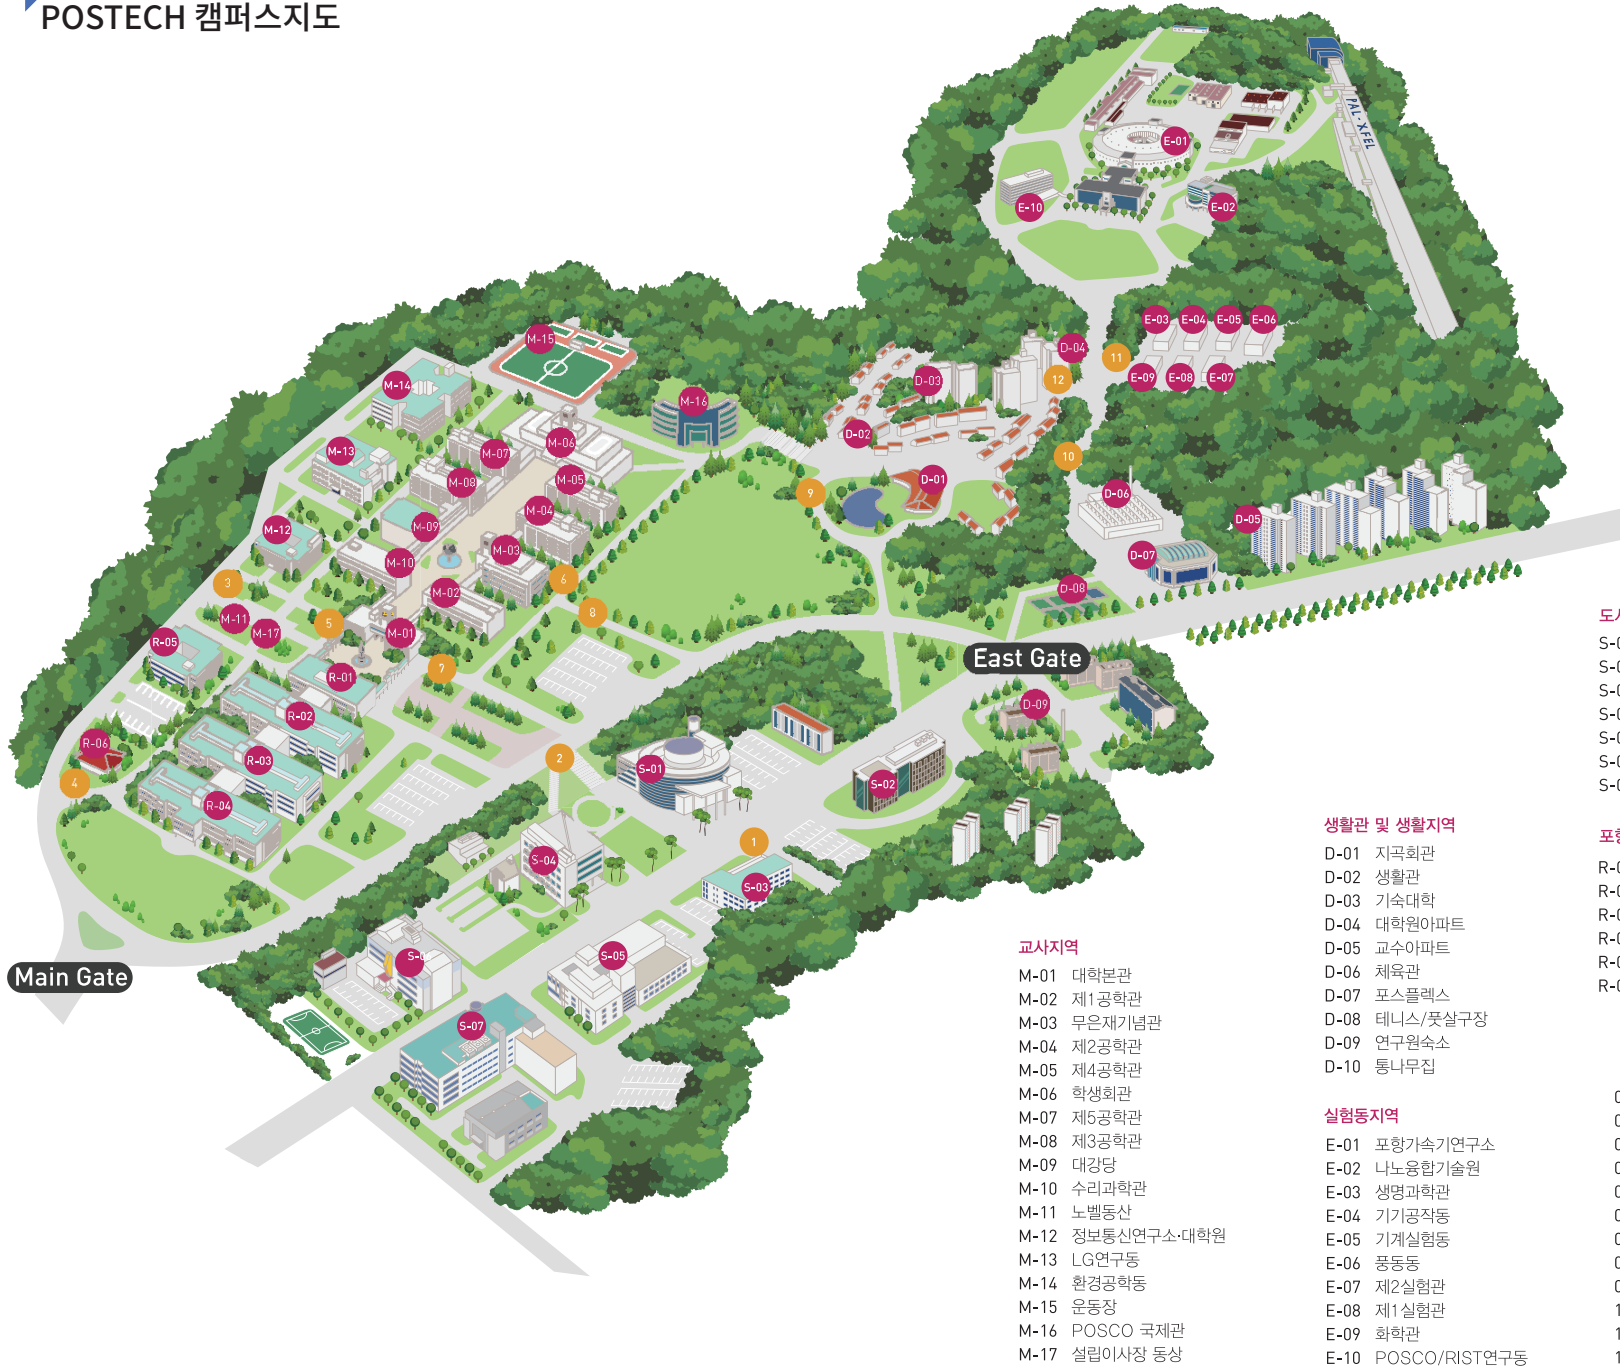 POSTECH 캠퍼스지도
PAL-XFEL
E-01
E-10
E-02
E-03
E-04
E-05
E-06
E-09
E-08
E-07
11
12
10
9
M-15
M-14
M-16
M-13
M-07
M-06
M-08
M-05
M-09
M-04
M-12
M-10
M-03
M-02
M-11
M-17
M-01
D-04
D-03
D-02
D-01
D-06
D-05
D-07
D-08
D-09
3
5
6
8
7
2
4
1
R-05
R-01
R-02
R-03
R-04
R-06
S-01
S-02
S-03
S-04
S-05
S-07
East Gate
Main Gate
교사지역
M-01 대학본관
M-02 제1공학관
M-03 무은재기념관
M-04 제2공학관
M-05 제4공학관
M-06 학생회관
M-07 제5공학관
M-08 제3공학관
M-09 대강당
M-10 수리과학관
M-11 노벨동산
M-12 정보통신연구소·대학원
M-13 LG연구동
M-14 환경공학동
M-15 운동장
M-16 POSCO 국제관
M-17 설립이사장 동상
생활관 및 생활지역
D-01 지곡회관
D-02 생활관
D-03 기숙대학
D-04 대학원아파트
D-05 교수아파트
D-06 체육관
D-07 포스플렉스
D-08 테니스/풋살구장
D-09 연구원숙소
D-10 통나무집
실험동지역
E-01 포항가속기연구소
E-02 나노융합기술원
E-03 생명과학관
E-04 기기공작동
E-05 기계실험동
E-06 풍동동
E-07 제2실험관
E-08 제1실험관
E-09 화학관
E-10 POSCO/RIST연구동